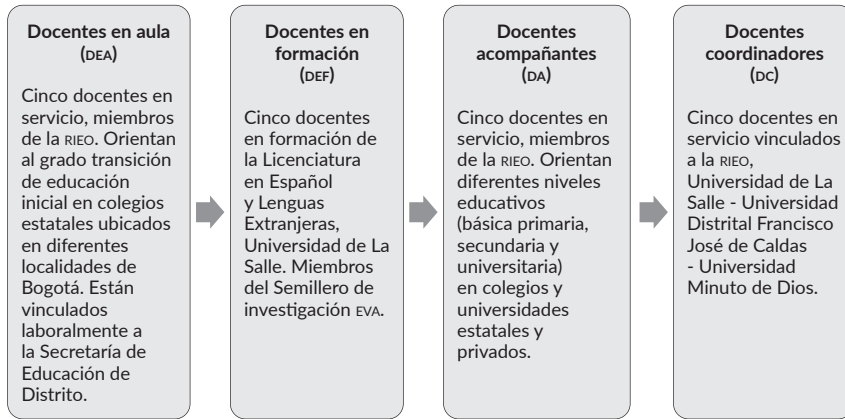 Docentes en aula
(DEA)
Cinco docentes en
servicio, miembros
de la RIEO. Orientan
al grado transición
de educación
inicial en colegios
estatales ubicados
en diferentes
localidades de
Bogotá. Están
vinculados
laboralmente a
la Secretaría de
Educación de
Distrito.
Docentes en
formación
(DEF)
Cinco docentes
en formación de
la Licenciatura
en Español
y Lenguas
Extranjeras,
Universidad de La
Salle. Miembros
del Semillero de
investigación EVA.
Docentes
acompañantes
(DA)
Cinco docentes en
servicio, miembros
de la RIEO. Orientan
diferentes niveles
educativos
(básica primaria,
secundaria y
universitaria)
en colegios y
universidades
estatales y
privados.
Docentes
coordinadores
(DC)
Cinco docentes en
servicio vinculados
a la RIEO,
Universidad de La
Salle - Universidad
Distrital Francisco
José de Caldas
- Universidad
Minuto de Dios.